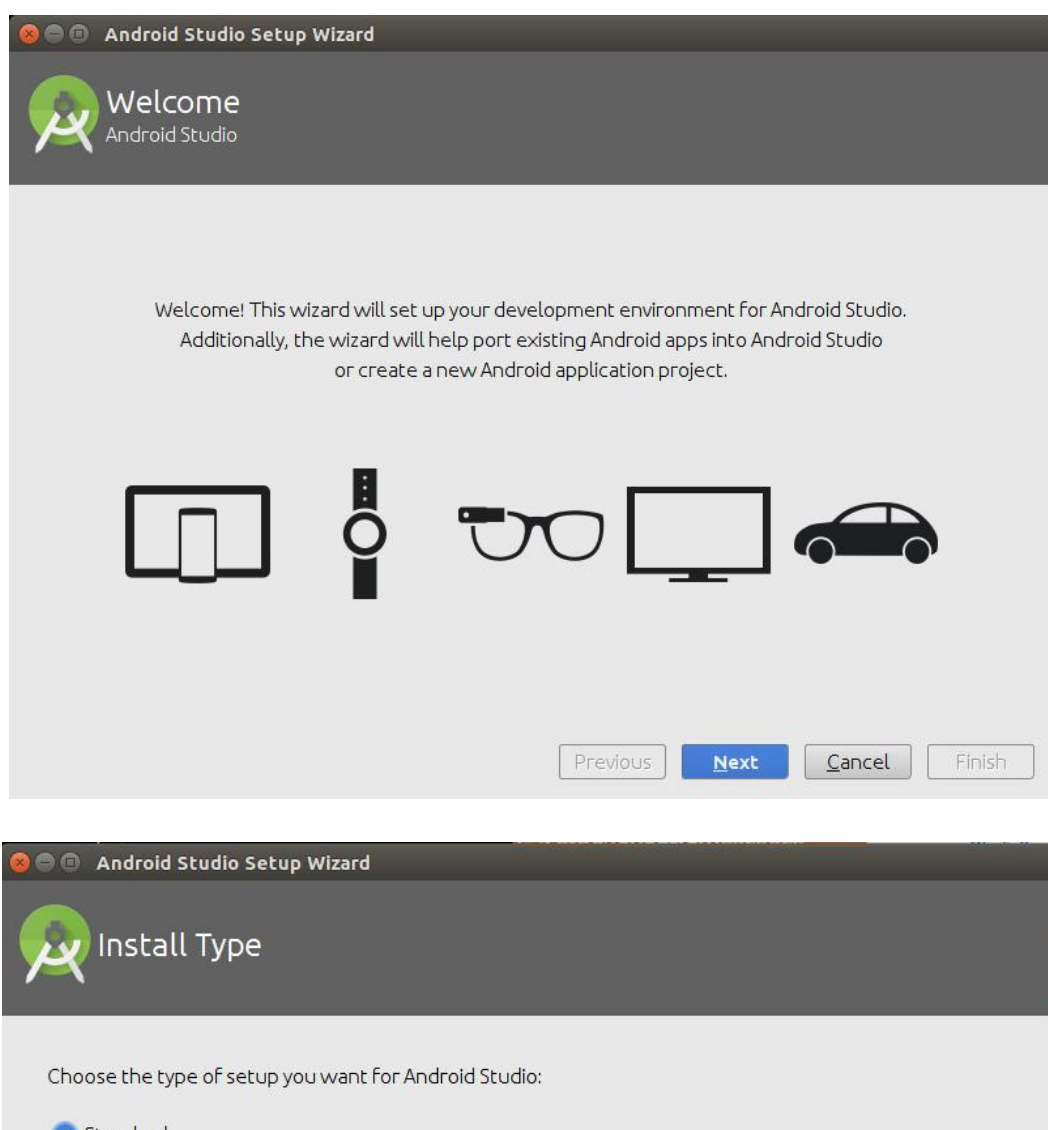 Android Studio Setup Wizard
Welcome
Android Studio
Welcome! This wizard will set up your development environment for Android Studio.
Additionally, the wizard will help port existing Android apps into Android Studio
or create a new Android application project.
Previous Next Cancel Finish
Android Studio Setup Wizard
Install Type
Choose the type of setup you want for Android Studio: